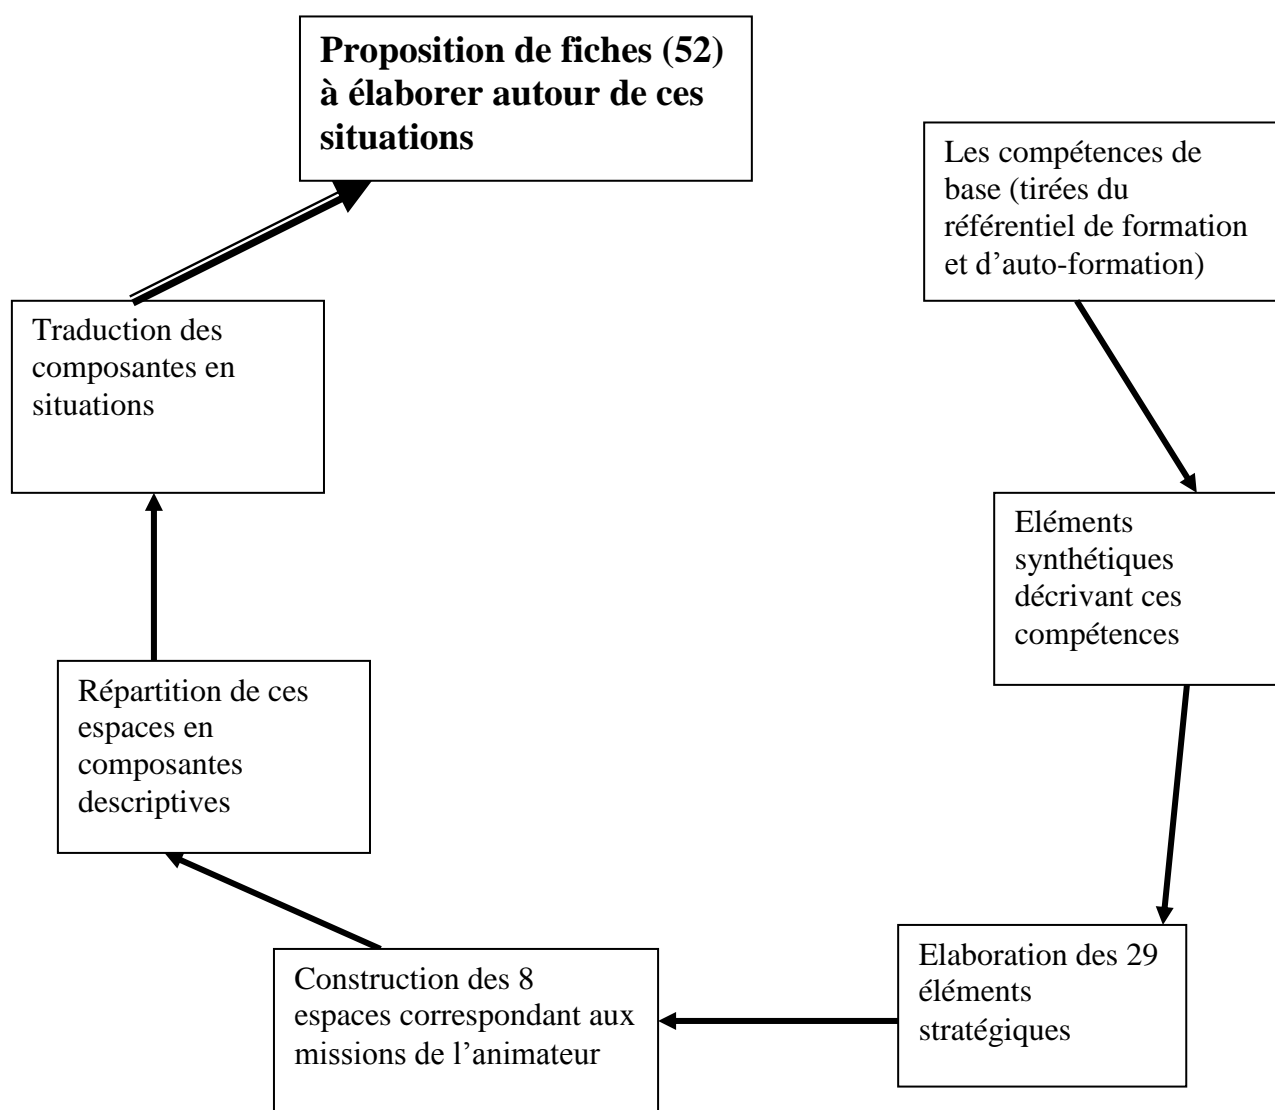 Proposition de fiches (52)
à élaborer autour de ces
situations
Les compétences de
base (tirées du
référentiel de formation
et d’auto-formation)
Traduction des
composantes en
situations
Eléments
synthétiques
décrivant ces
compétences
Répartition de ces
espaces en
composantes
descriptives
Elaboration des 29
éléments
stratégiques
Construction des 8
espaces correspondant aux
missions de l’animateur